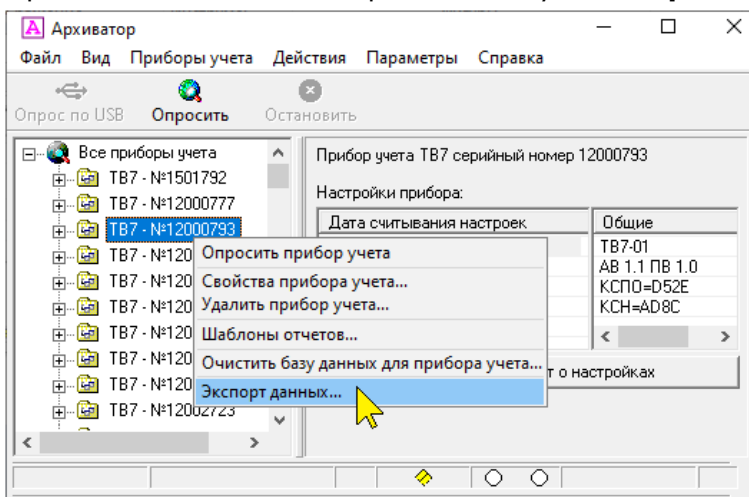 Архиватор
Файл Вид Приборы учета Действия Параметры Справка
Опрос по USB Опросить Остановить
Все приборы учета
ТВ7 - №1501792
ТВ7 - №12000777
ТВ7 - №12000793
ТВ7 - №120
ТВ7 - №120
ТВ7 - №120
ТВ7 - №120
ТВ7 - №120
ТВ7 - №12002723
Опросить прибор учета
Свойства прибора учета...
Удалить прибор учета...
Шаблоны отчетов...
Очистить базу данных для прибора учета...
Экспорт данных...
Прибор учета ТВ7 серийный номер 12000793
Настройки прибора:
Дата считывания настроек Общие
ТВ7-01
АВ 1.1 ПВ 1.0
КСПО=D52E
КСН=AD8C
т о настройках